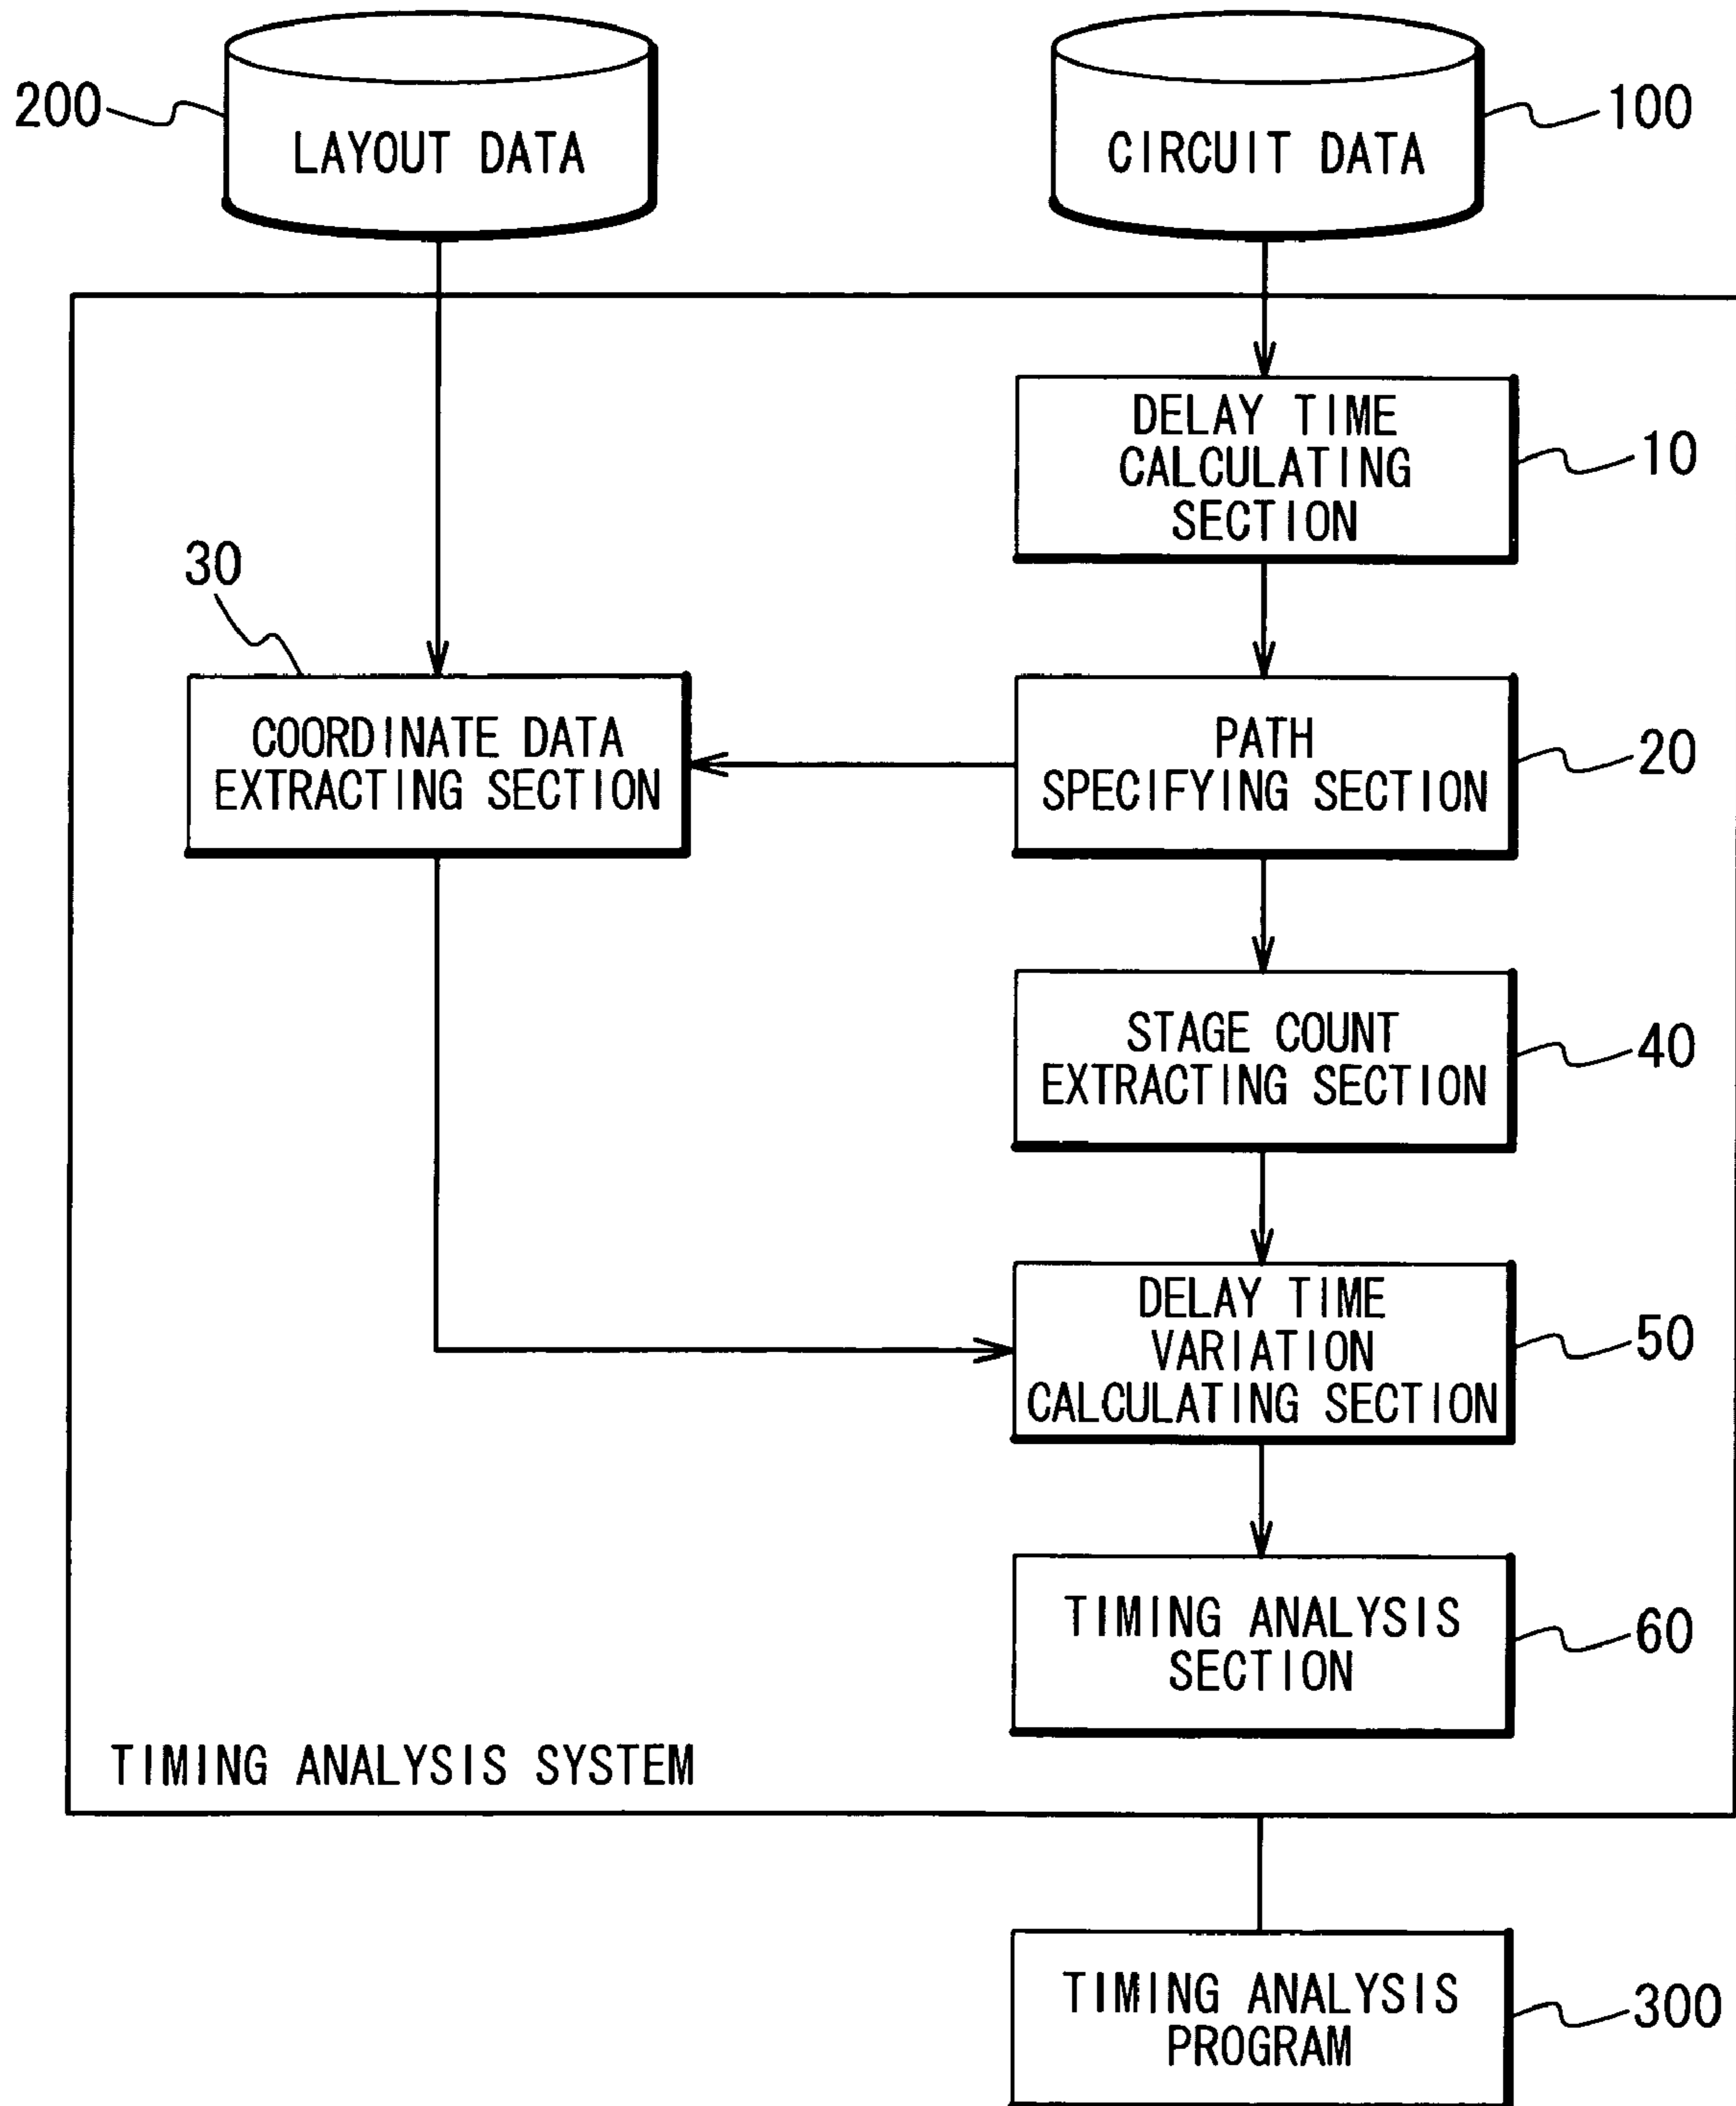 200
LAYOUT DATA
100
CIRCUIT DATA
DELAY TIME
CALCULATING
SECTION
10
30
COORDINATE DATA
EXTRACTING SECTION
PATH
SPECIFYING SECTION
20
STAGE COUNT
EXTRACTING SECTION
40
DELAY TIME
VARIATION
CALCULATING SECTION
50
TIMING ANALYSIS
SECTION
60
TIMING ANALYSIS SYSTEM
TIMING ANALYSIS
PROGRAM
300